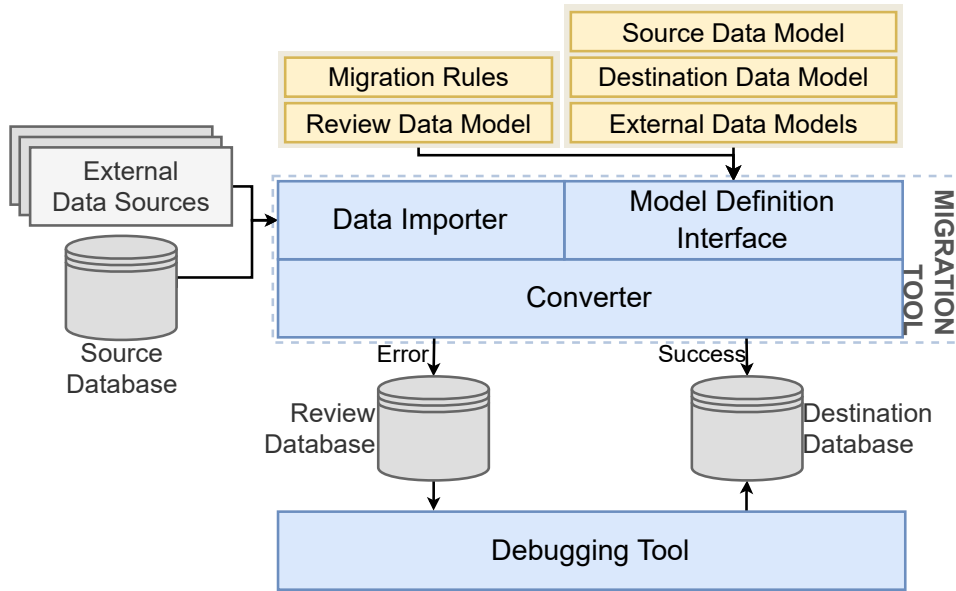 Source Data Model
Migration Rules
Destination Data Model
Review Data Model
External Data Models
External
Data Sources
Data Importer
Model Definition
Interface
MIGRATION
TOOL
Converter
Source
Database
Error
Success
Review
Database
Destination
Database
Debugging Tool